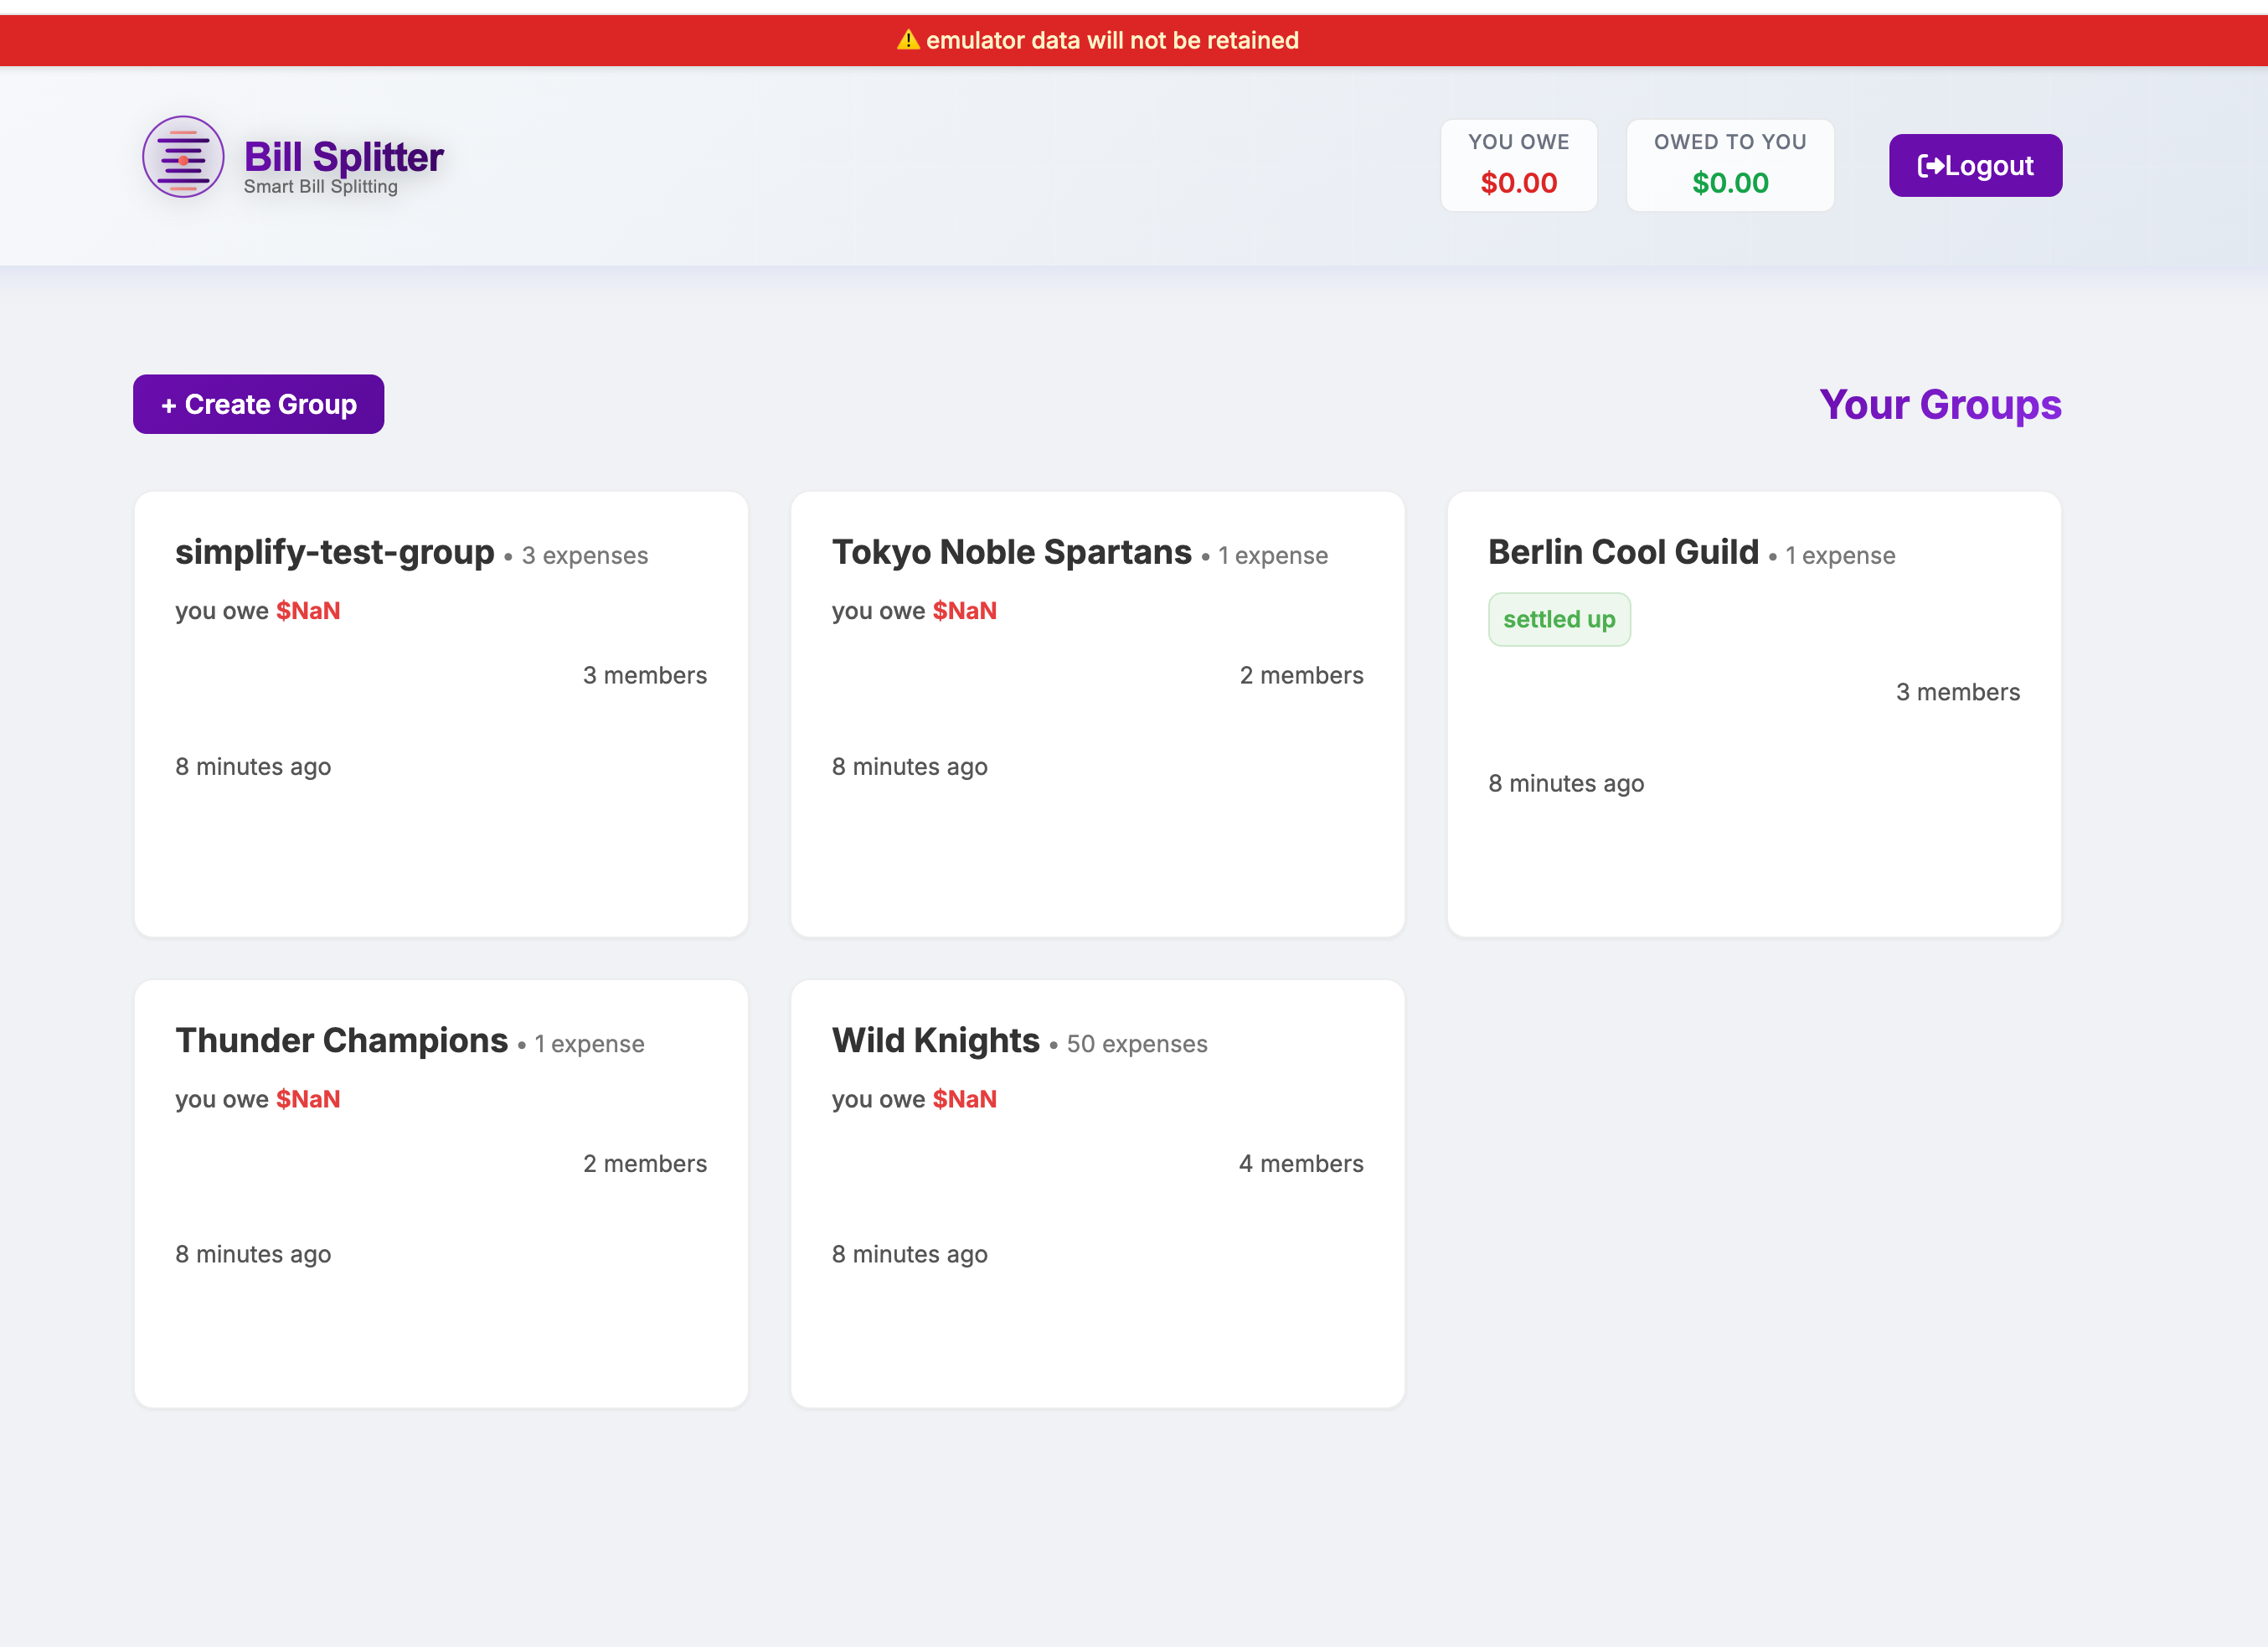 ⚠️ emulator data will not be retained
Bill Splitter
Smart Bill Splitting
YOU OWE
$0.00
OWED TO YOU
$0.00
Logout
+ Create Group
Your Groups
simplify-test-group • 3 expenses
you owe $NaN
3 members
8 minutes ago
Tokyo Noble Spartans • 1 expense
you owe $NaN
2 members
8 minutes ago
Berlin Cool Guild • 1 expense
settled up
3 members
8 minutes ago
Thunder Champions • 1 expense
you owe $NaN
2 members
8 minutes ago
Wild Knights • 50 expenses
you owe $NaN
4 members
8 minutes ago